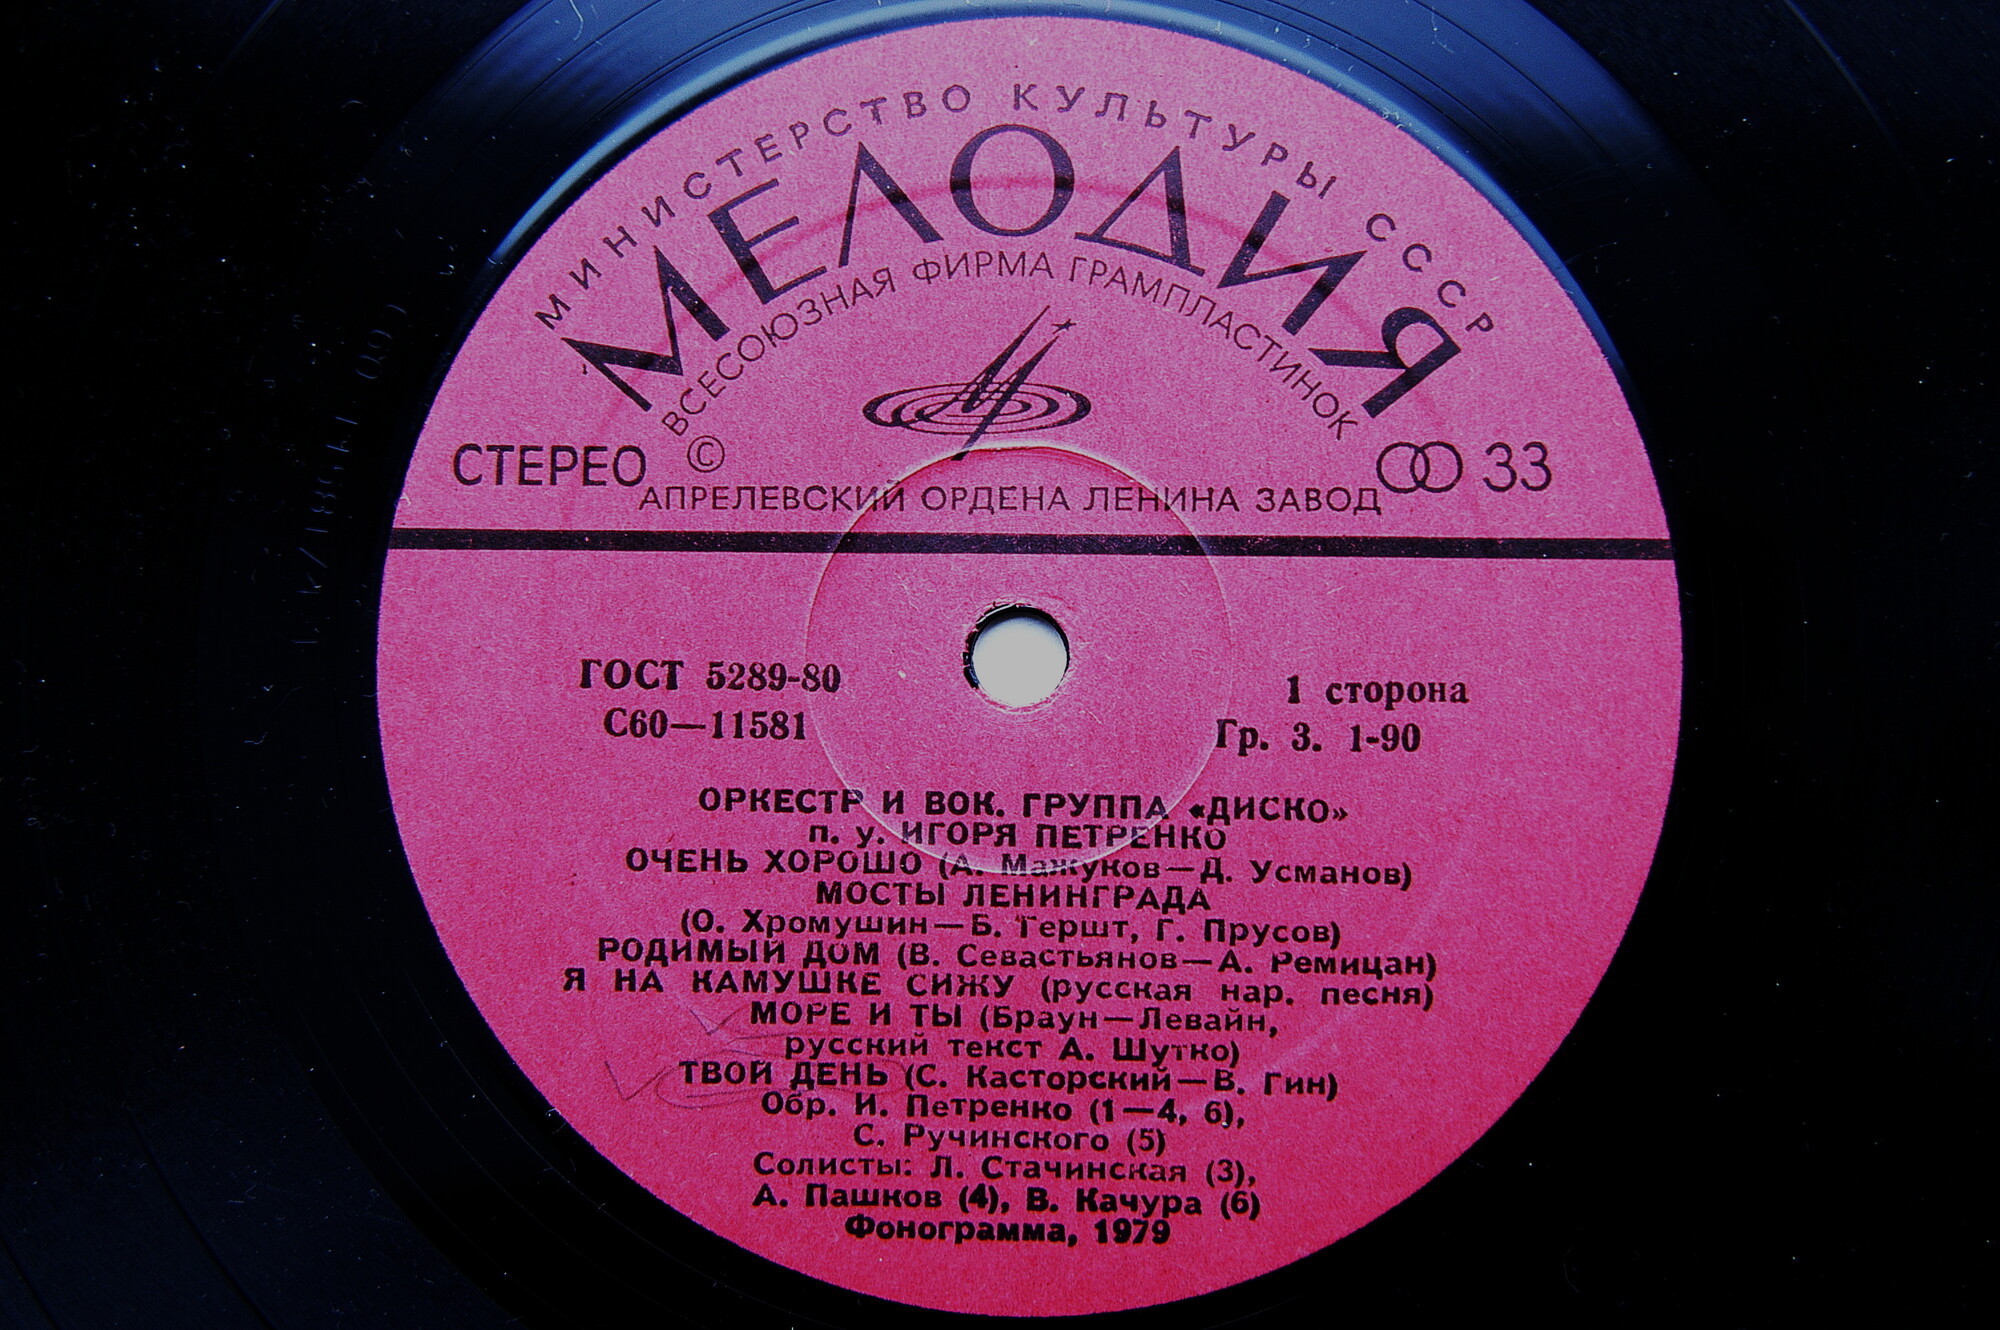 МИНИСТЕРСТВО КУЛЬТУРЫ СССР
МЕЛОДИЯ
ВСЕСОЮЗНАЯ ФИРМА ГРАМПЛАСТИНОК
СТЕРЕО © 33
АПРЕЛЕВСКИЙ ОРДЕНА ЛЕНИНА ЗАВОД
ГОСТ 5289-80
С60—11581
1 сторона
Гр. 3. 1-90
ОРКЕСТР И ВОК. ГРУППА «ДИСКО»
п. у. ИГОРЯ ПЕТРЕНКО
ОЧЕНЬ ХОРОШО (А. Мажуков—Д. Усманов)
МОСТЫ ЛЕНИНГРАДА
(О. Хромушин—Б. Гершт, Г. Прусов)
РОДИМЫЙ ДОМ (В. Севастьянов—А. Ремицан)
Я НА КАМУШКЕ СИЖУ (русская нар. песня)
МОРЕ И ТЫ (Браун—Левайн,
русский текст А. Шутко)
ТВОЙ ДЕНЬ (С. Касторский—В. Гин)
Обр. И. Петренко (1—4, 6),
С. Ручинского (5)
Солисты: Л. Стачинская (3),
А. Пашков (4), В. Качура (6)
Фонограмма, 1979